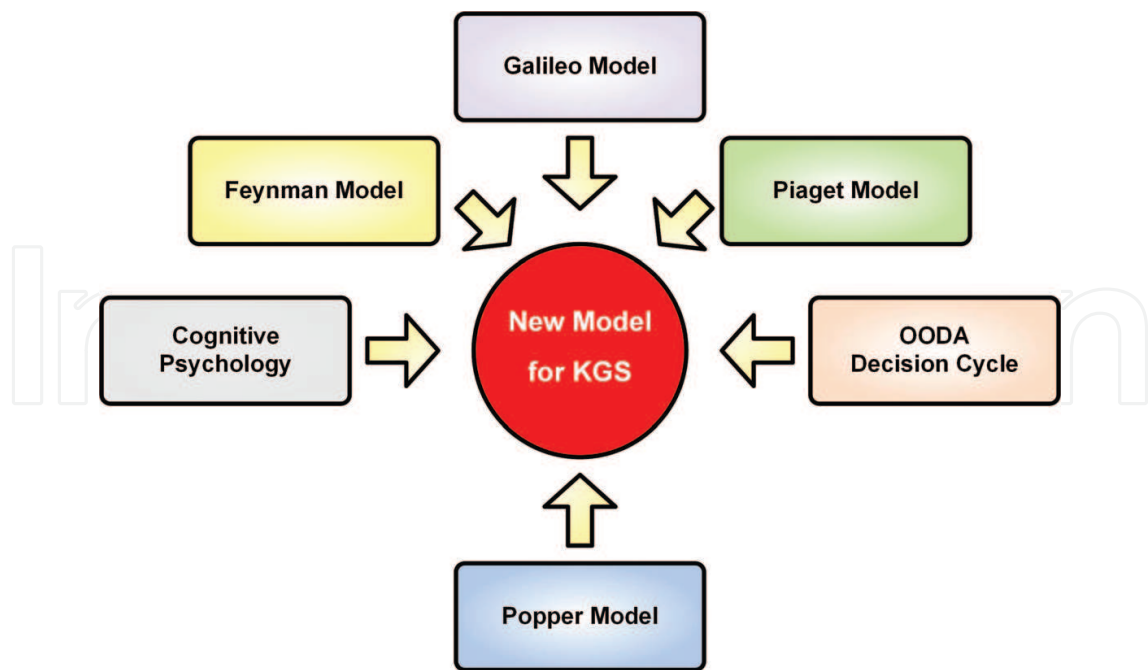 Galileo Model
Feynman Model
Piaget Model
New Model
for KGS
Cognitive
Psychology
OODA
Decision Cycle
Popper Model